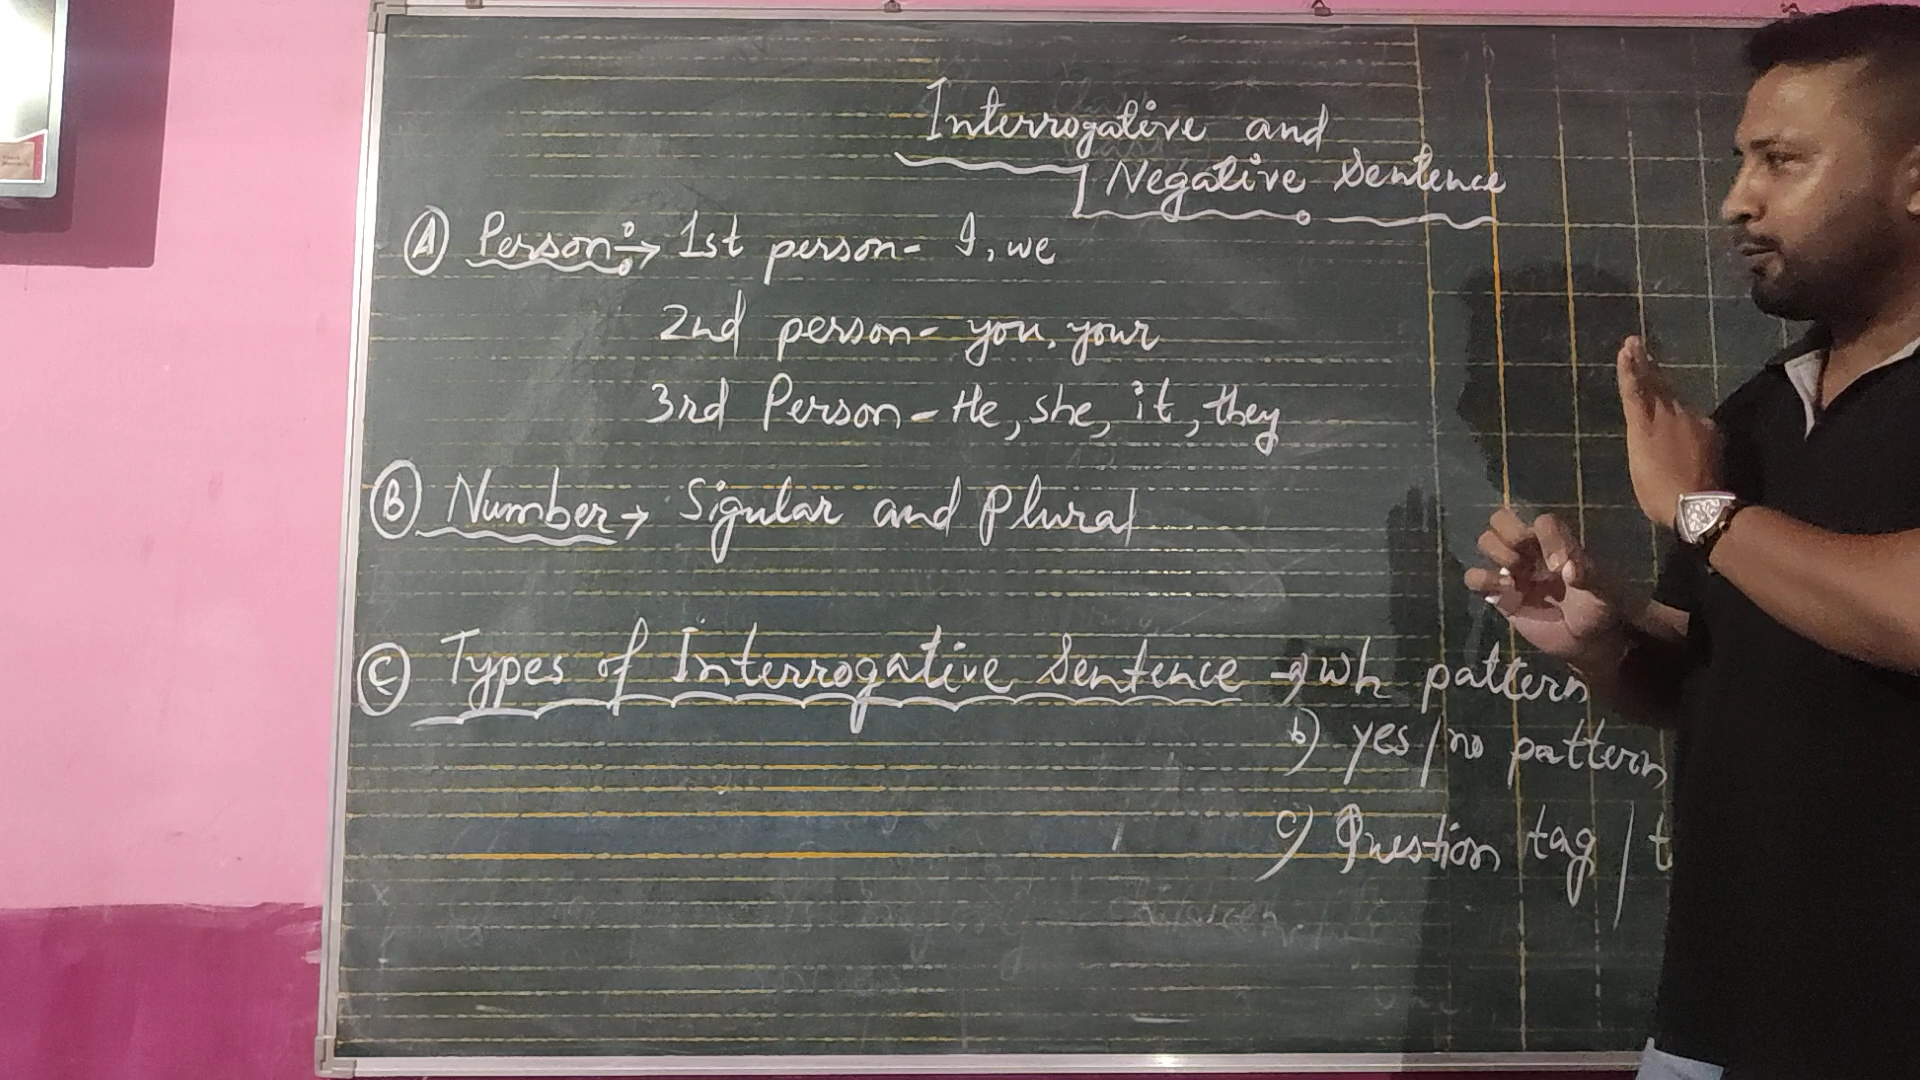 Interrogative and
Negative Sentence
A Person:→ 1st person- I, we
2nd person- you, your
3rd Person- He, she, it, they
B Number→ Sigular and Plural
C Types of Interrogative Sentence → Wh pattern
b) yes/no pattern
c) Question tag / t